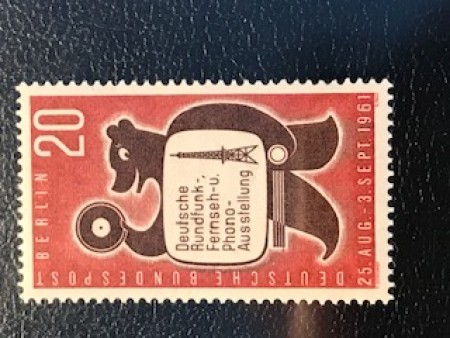 DEUTSCHE BUNDESPOST
BERLIN 20
Deutsche
Rundfunk-,
Fernseh-u.
Phono-
Ausstellung
25. AUG. - 3. SEPT. 1961